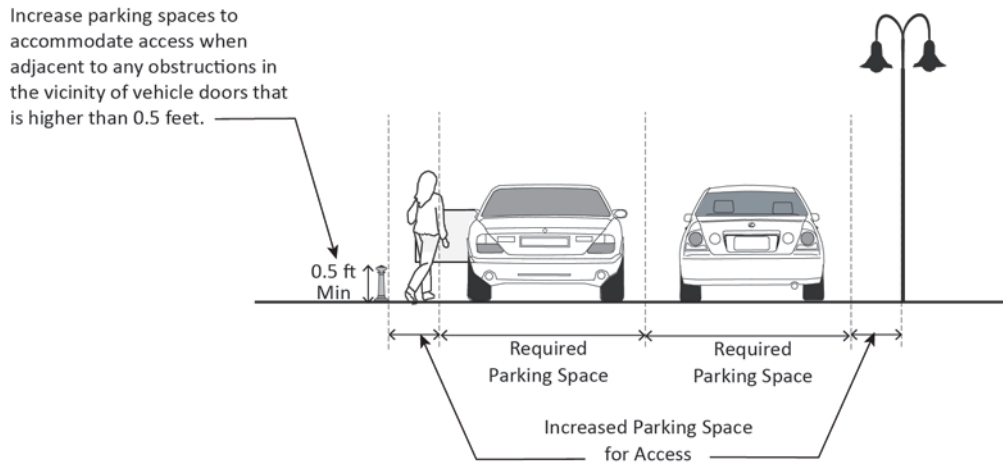 Increase parking spaces to
accommodate access when
adjacent to any obstructions in
the vicinity of vehicle doors that
is higher than 0.5 feet.
0.5 ft
Min
Required
Parking Space
Required
Parking Space
Increased Parking Space
for Access